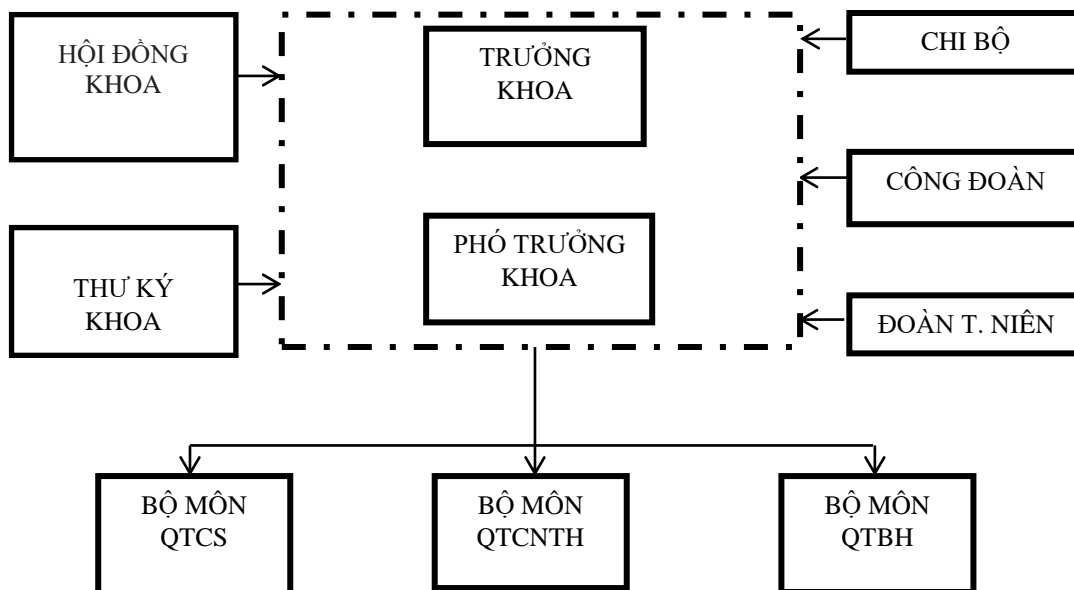 HỘI ĐỒNG
KHOA
TRƯỞNG
KHOA
CHI BỘ
CÔNG ĐOÀN
THƯ KÝ
KHOA
PHÓ TRƯỞNG
KHOA
ĐOÀN T. NIÊN
BỘ MÔN
QTCS
BỘ MÔN
QTCNTH
BỘ MÔN
QTBH